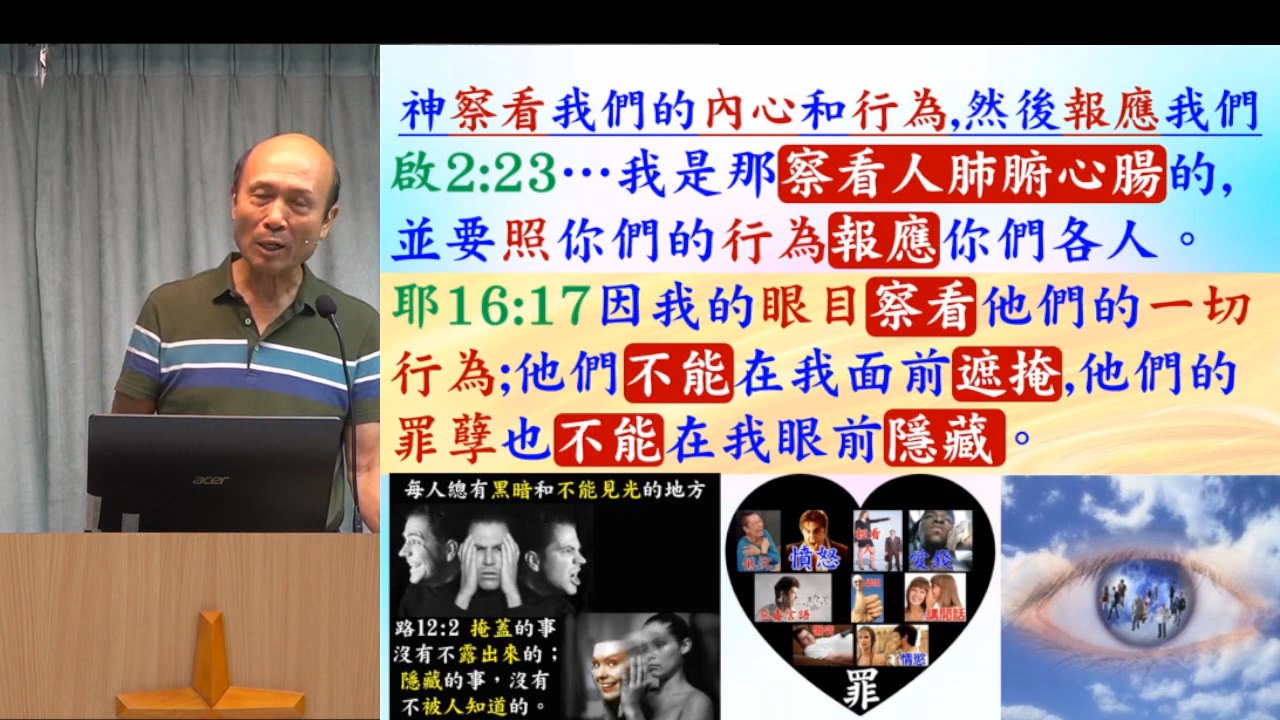 神察看我們的內心和行為,然後報應我們
啟2:23…我是那察看人肺腑心腸的,
並要照你們的行為報應你們各人。
耶16:17因我的眼目察看他們的一切
行為;他們不能在我面前遮掩,他們的
罪孽也不能在我眼前隱藏。
acer
每人總有黑暗和不能見光的地方
路12:2 掩蓋的事
沒有不露出來的；
隱藏的事，沒有
不被人知道的。
憤怒
講閒話
情慾
罪